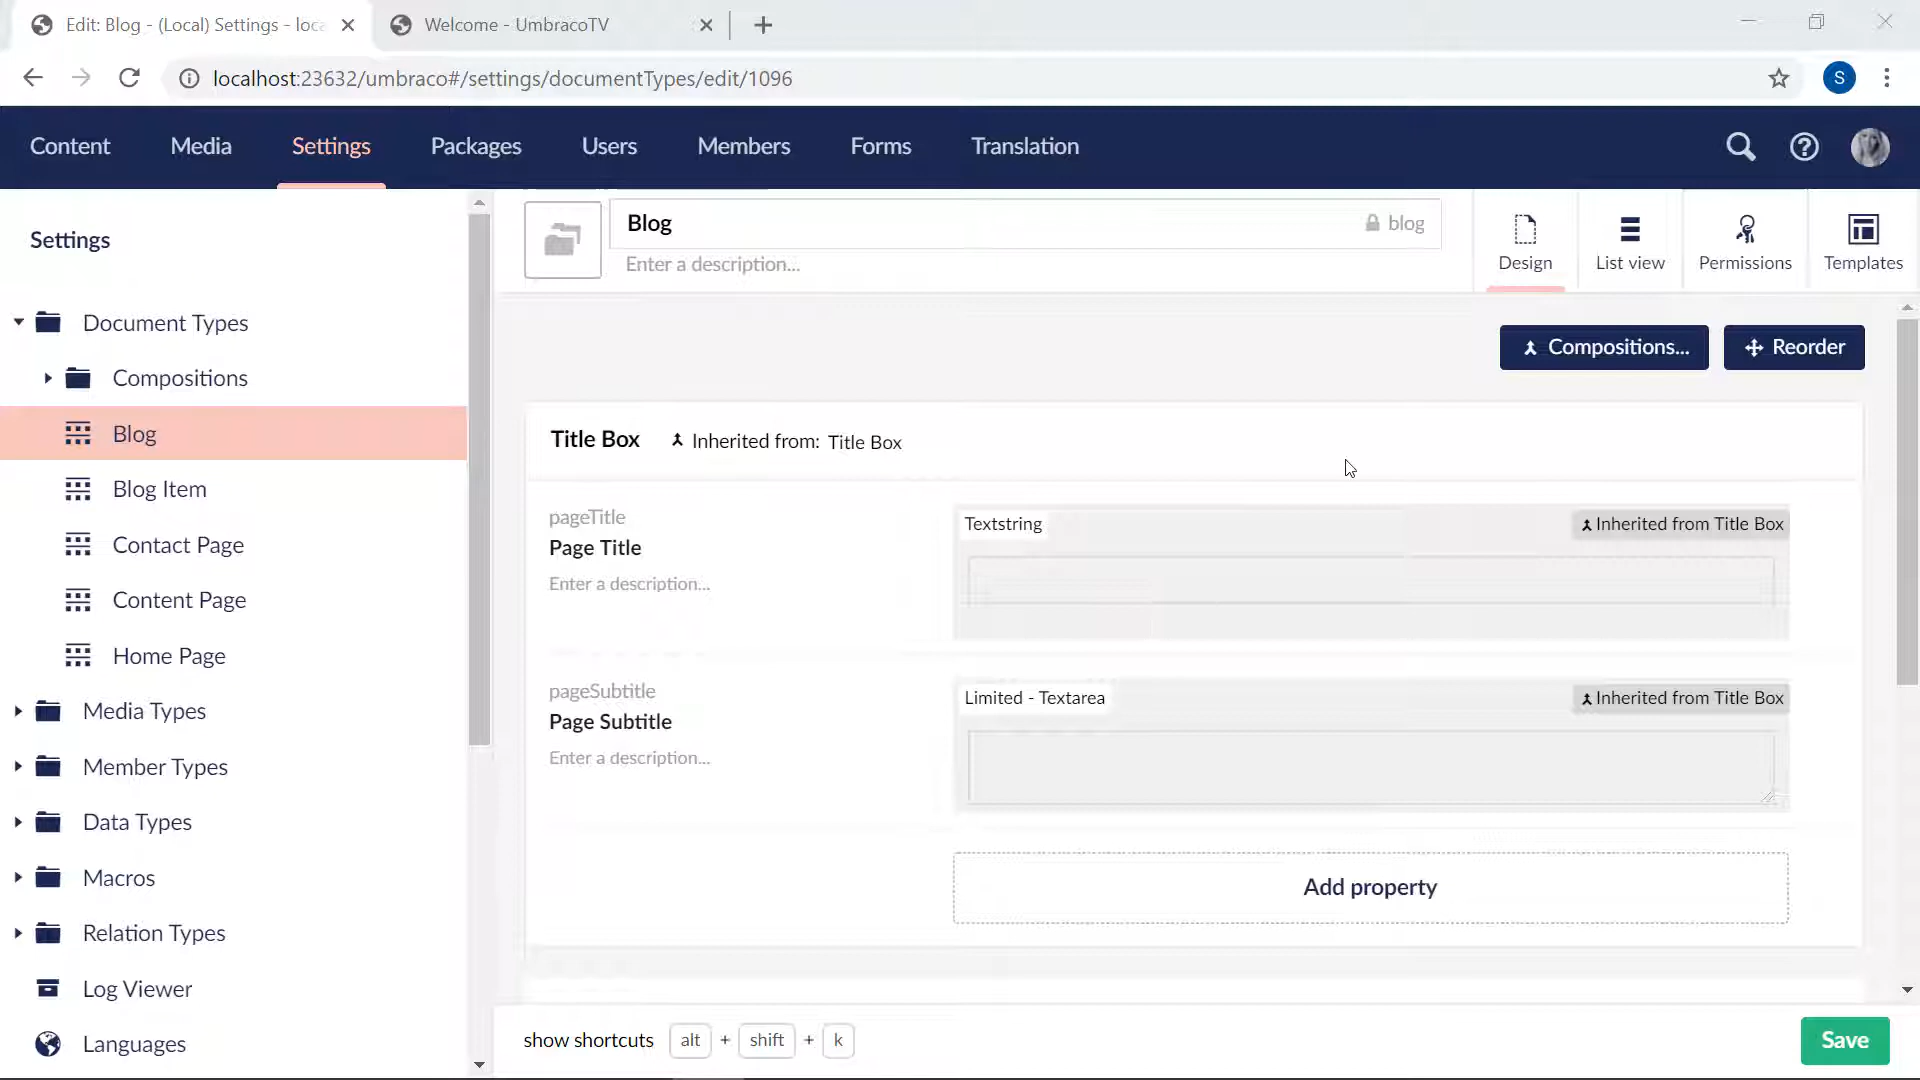 Edit: Blog - (Local) Settings - loca
Welcome - UmbracoTV
localhost:23632/umbraco#/settings/documentTypes/edit/1096
S
Content Media Settings Packages Users Members Forms Translation
Settings
Document Types
Compositions
Blog
Blog Item
Contact Page
Content Page
Home Page
Media Types
Member Types
Data Types
Macros
Relation Types
Log Viewer
Languages
Blog
blog
Enter a description...
Design
List view
Permissions
Templates
Compositions...
Reorder
Title Box Inherited from: Title Box
pageTitle
Page Title
Enter a description...
Textstring
Inherited from Title Box
pageSubtitle
Page Subtitle
Enter a description...
Limited - Textarea
Inherited from Title Box
Add property
show shortcuts alt + shift + k
Save